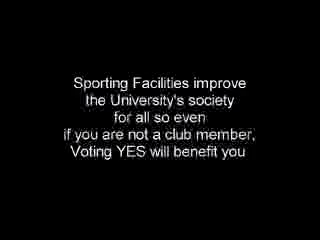 Sporting Facilities improve
the University's society
for all so even
if you are not a club member,
Voting YES will benefit you